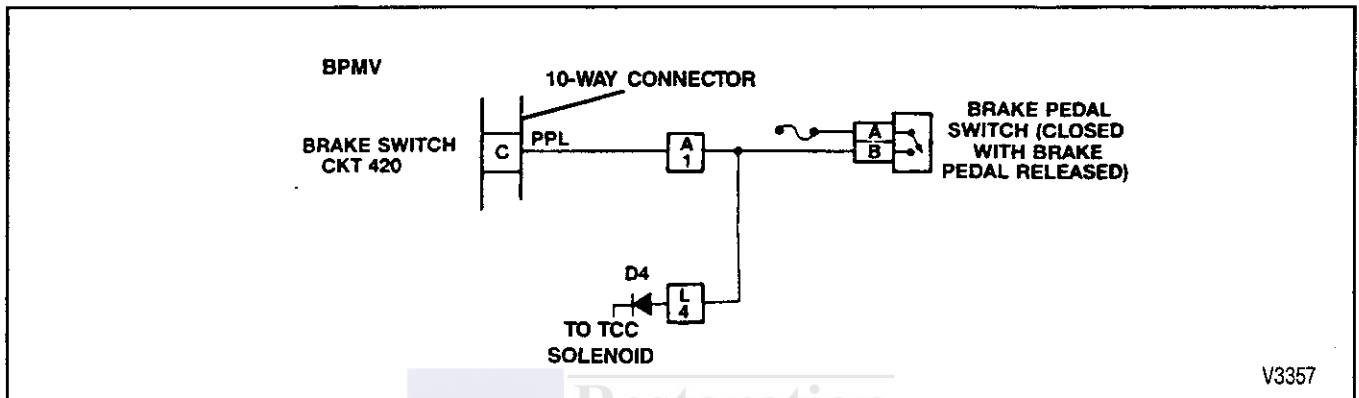 BPMV
10-WAY CONNECTOR
BRAKE SWITCH
CKT 420
C
PPL
A
1
A
B
BRAKE PEDAL
SWITCH (CLOSED
WITH BRAKE
PEDAL RELEASED)
D4
L
4
TO TCC
SOLENOID
Restoration
V3357